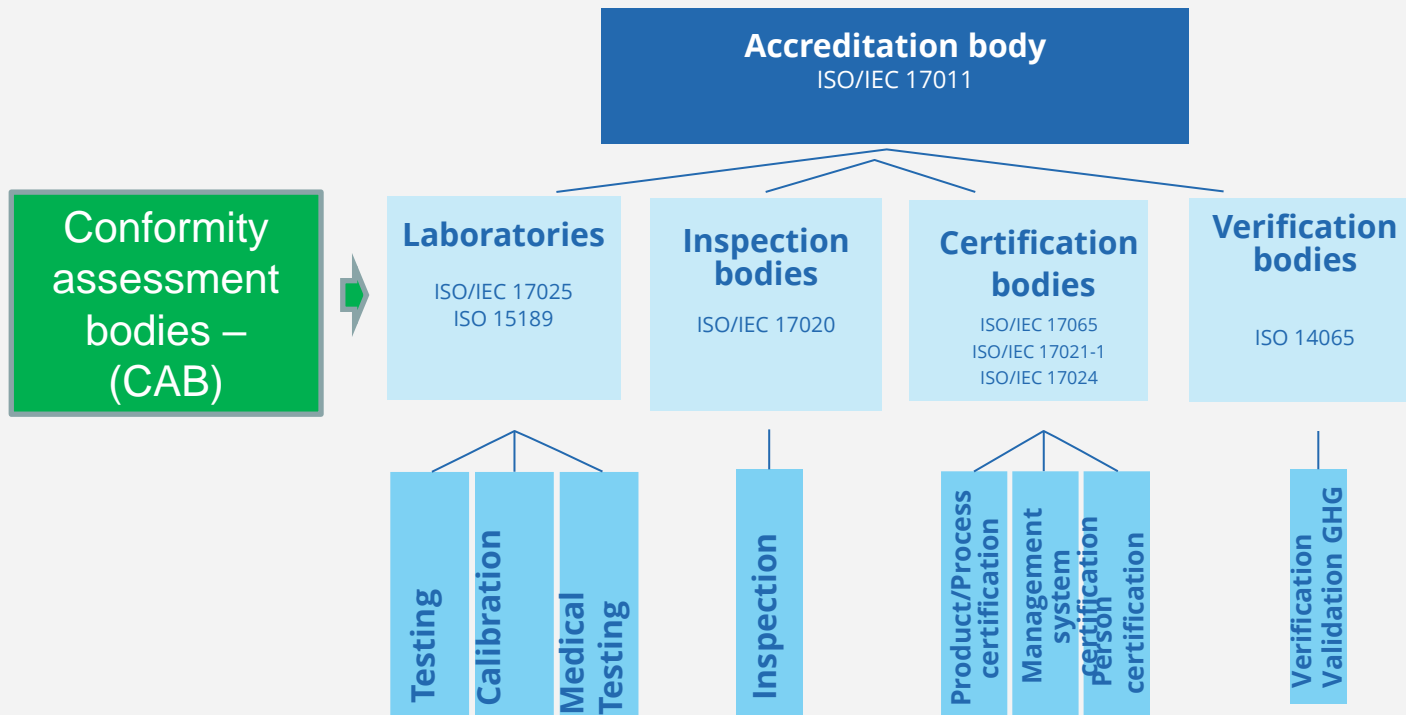 Accreditation body
ISO/IEC 17011
Conformity
assessment
bodies –
(CAB)
Laboratories
ISO/IEC 17025
ISO 15189
Inspection
bodies
ISO/IEC 17020
Certification
bodies
ISO/IEC 17065
ISO/IEC 17021-1
ISO/IEC 17024
Verification
bodies
ISO 14065
Testing
Calibration
Medical
Testing
Inspection
Product/Process
certification
Management
system
certification
Person
certification
Verification
Validation GHG